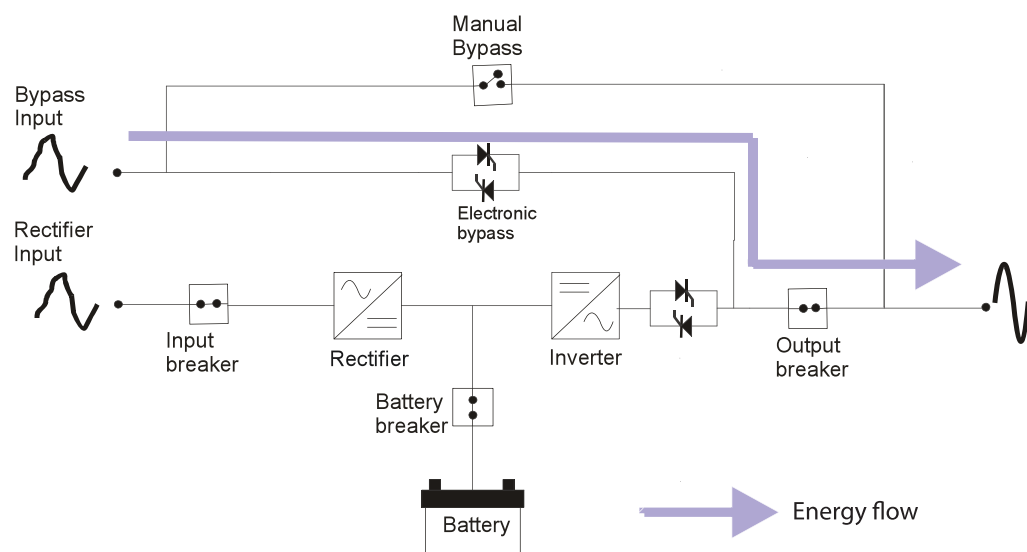 Manual
Bypass
Bypass
Input
Electronic
bypass
Rectifier
Input
Input
breaker
Rectifier
Inverter
Output
breaker
Battery
breaker
Battery
Energy flow